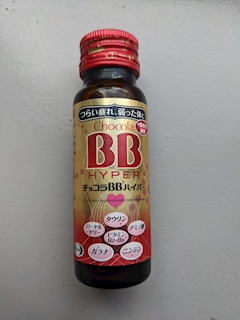 つらい疲れ、弱った体に
Chocola
BB
HYPER
チョコラBBハイパー
タウリン
ローヤル
ゼリー
アミノ酸
ビタミン
B2・B6
ガラナ
ニンジン